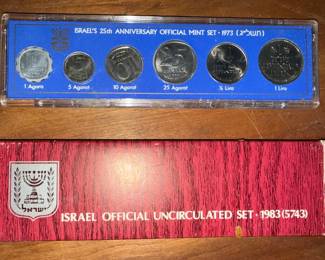 ISRAEL'S 25th ANNIVERSARY OFFICIAL MINT SET · 1973 (תשל"ג)
1 Agora
5 Agorot
10 Agorot
25 Agorot
½ Lira
1 Lira
ישראל
ISRAEL OFFICIAL UNCIRCULATED SET · 1983 (5743)